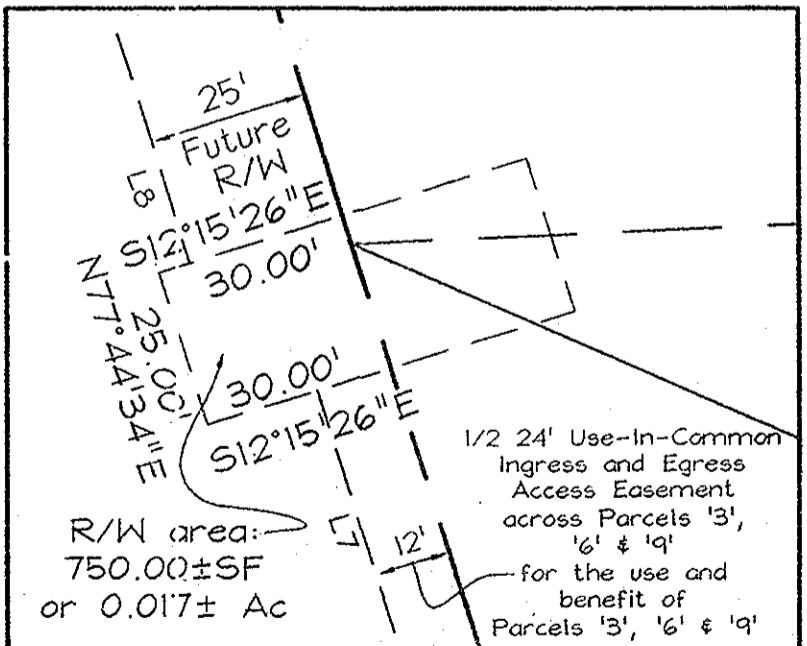 25'
Future
R/W
L8
S12°15'26"E
30.00'
N77°44'34"E
25.00'
30.00'
S12°15'26"E
L7
12'
R/W area:
750.00±SF
or 0.017± Ac
1/2 24' Use-In-Common
Ingress and Egress
Access Easement
across Parcels '3',
'6' & '9'
for the use and
benefit of
Parcels '3', '6' & '9'